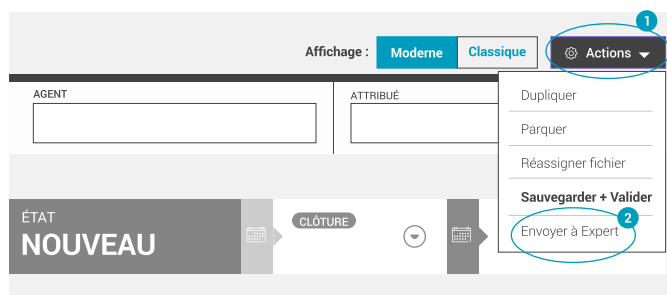 1
Affichage : Moderne Classique Actions
AGENT ATTRIBUÉ
Dupliquer
Parquer
Réassigner fichier
Sauvegarder + Valider
2
Envoyer à Expert
ÉTAT
NOUVEAU
CLÔTURE